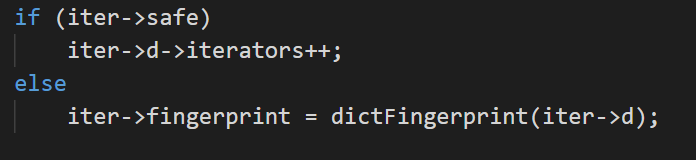 if (iter->safe)
    iter->d->iterators++;
else
    iter->fingerprint = dictFingerprint(iter->d);